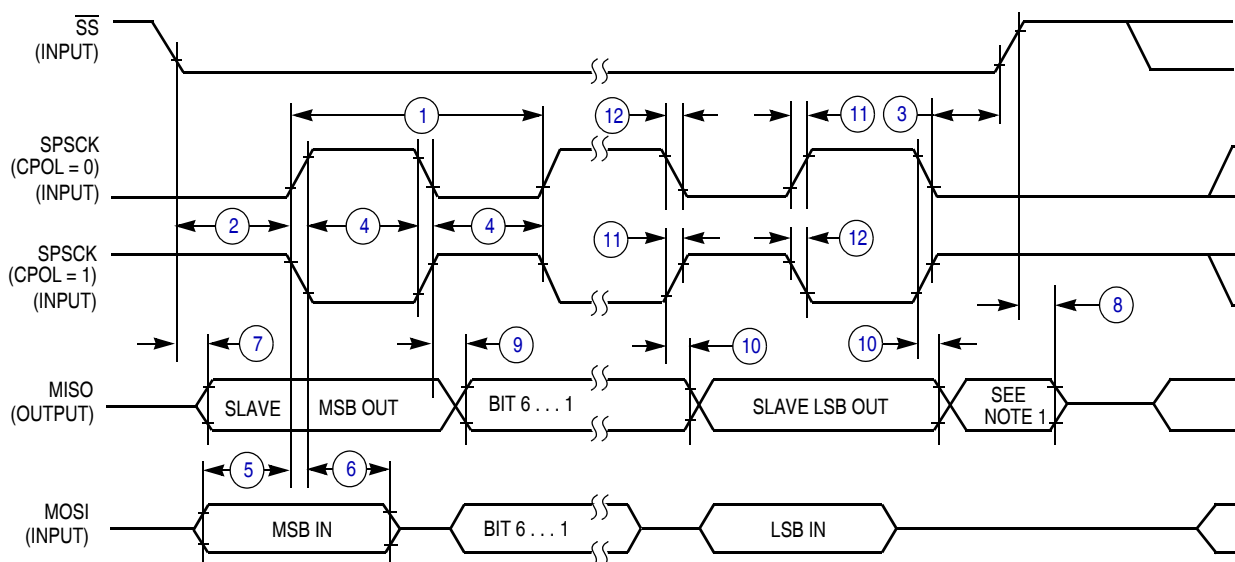 SS
(INPUT)
1
12
11
3
SPSCK
(CPOL = 0)
(INPUT)
2
4
4
11
12
SPSCK
(CPOL = 1)
(INPUT)
7
9
10
10
8
MISO
(OUTPUT)
SLAVE MSB OUT
BIT 6 . . . 1
SLAVE LSB OUT
SEE
NOTE 1
5
6
MOSI
(INPUT)
MSB IN
BIT 6 . . . 1
LSB IN